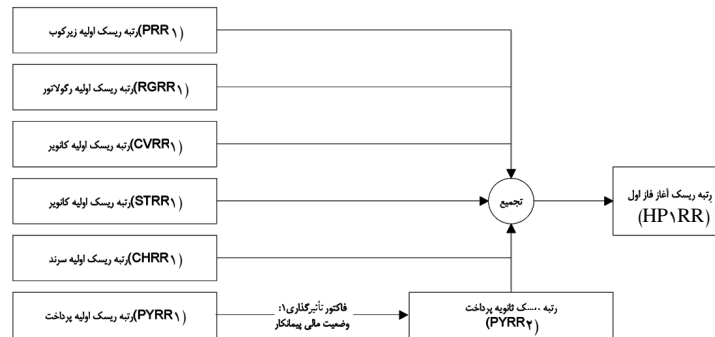 رتبه ریسک اولیه زیرکوب(PRR۱)
رتبه ریسک اولیه رگولاتور(RGRR۱)
رتبه ریسک اولیه کانویر(CVRR۱)
رتبه ریسک اولیه کانویر(STRR۱)
رتبه ریسک اولیه سرند(CHRR۱)
رتبه ریسک اولیه پرداخت(PYRR۱)
فاکتور تأثیرگذاری۱:
وضعیت مالی پیمانکار
رتبه ک ثانویه پرداخت
(PYRR۲)
تجمیع
رتبه ریسک آغاز فاز اول
(HP۱RR)